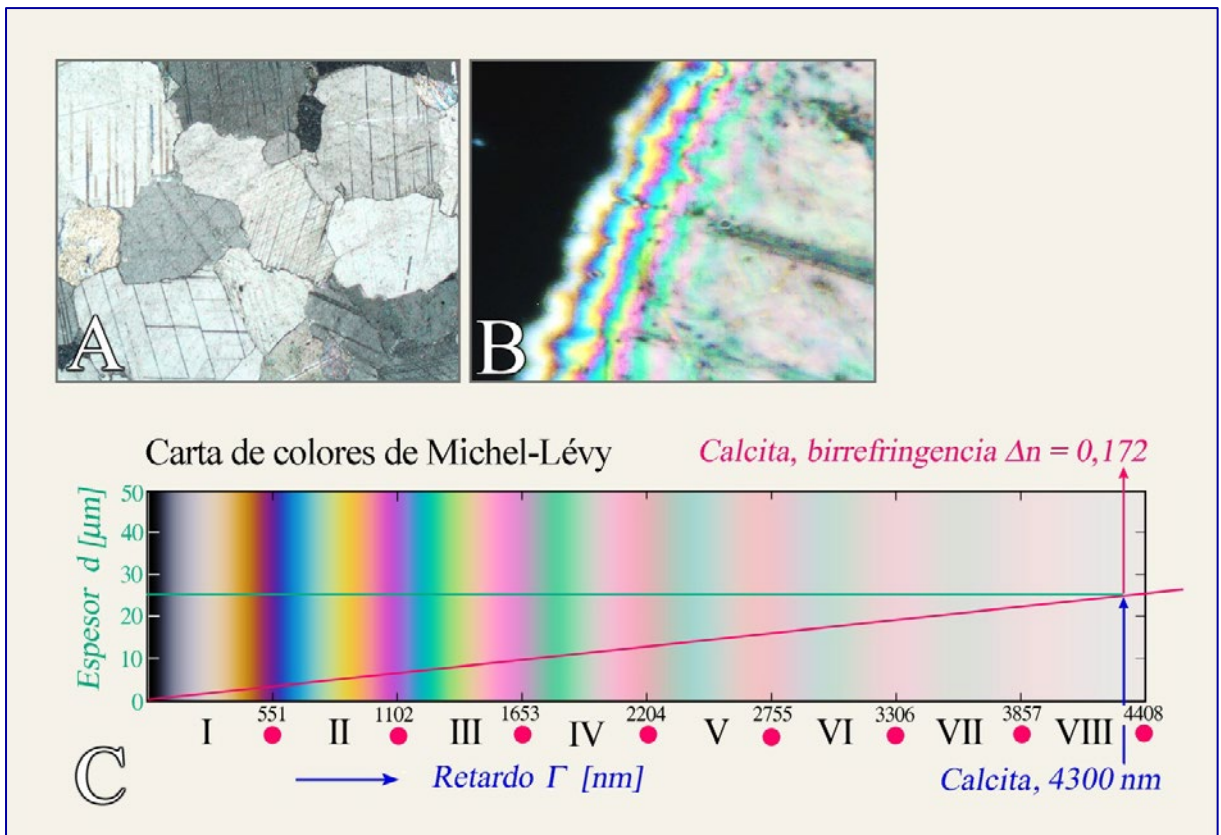 A
B
Carta de colores de Michel-Lévy
Calcita, birrefringencia Δn = 0,172
Espesor d [μm]
50
40
30
20
10
0
551 1102 1653 2204 2755 3306 3857 4408
I II III IV V VI VII VIII
C
Retardo Γ [nm]
Calcita, 4300 nm